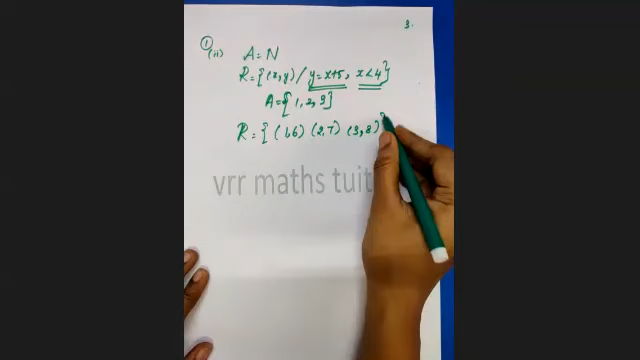 3.
①
(ii) A = N
R = { (x, y) / y = x+5, x < 4 }
A = { 1, 2, 3 }
R = { (1,6) (2,7) (3,8) }
vrr maths tuit